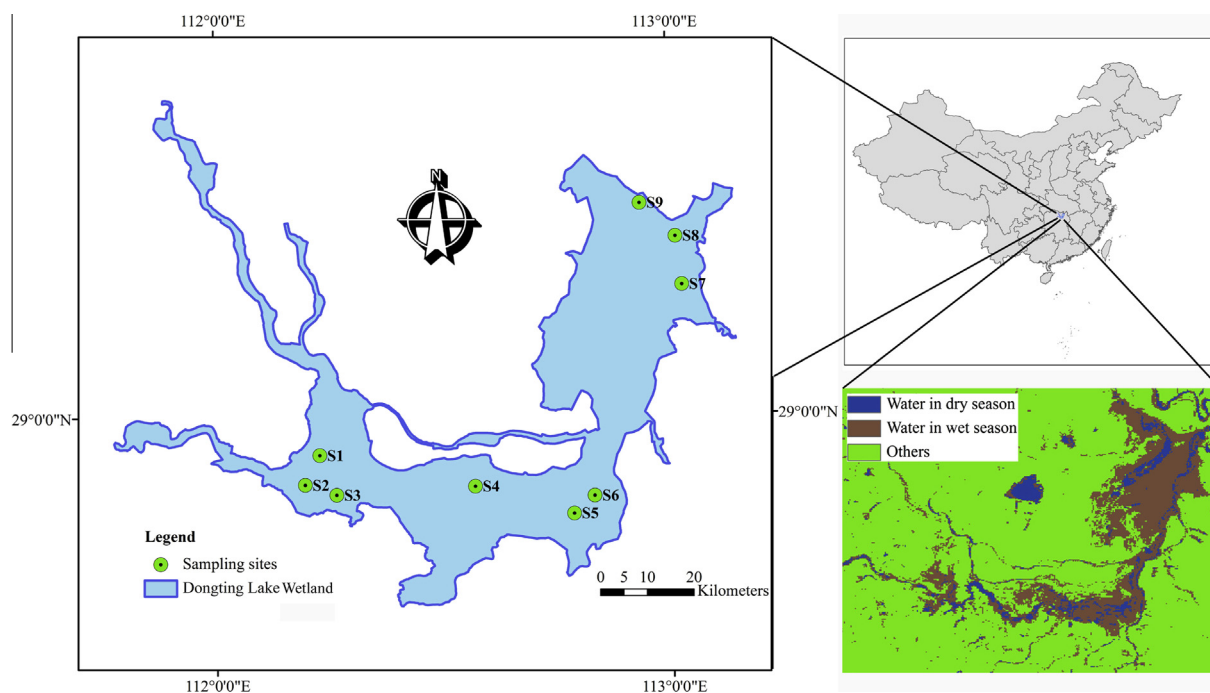 112°0'0"E
113°0'0"E
N
S9
S8
S7
29°0'0"N
29°0'0"N
S1
S2
S3
S4
S5
S6
Legend
Sampling sites
Dongting Lake Wetland
0 5 10 20
Kilometers
112°0'0"E
113°0'0"E
Water in dry season
Water in wet season
Others